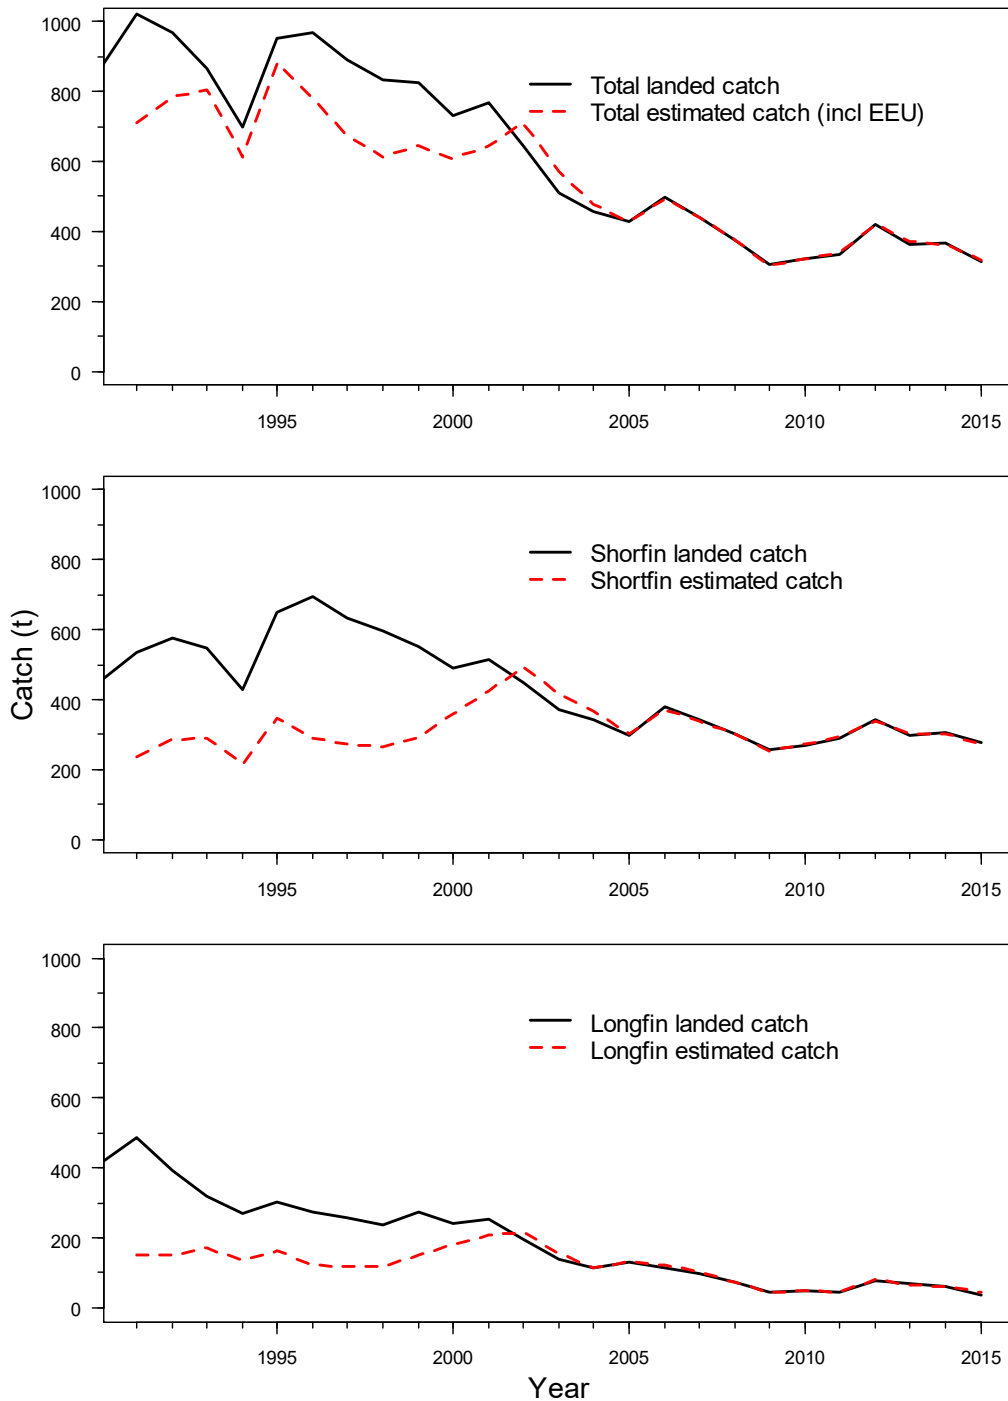 1000
800
600
400
200
0
Total landed catch
Total estimated catch (incl EEU)
1995 2000 2005 2010 2015
1000
800
600
400
200
0
Shorfin landed catch
Shortfin estimated catch
1995 2000 2005 2010 2015
Catch (t)
1000
800
600
400
200
0
Longfin landed catch
Longfin estimated catch
1995 2000 2005 2010 2015
Year